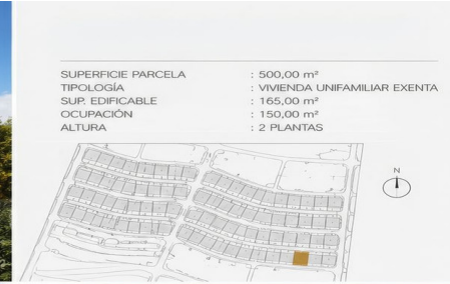 SUPERFICIE PARCELA : 500,00 m²
TIPOLOGÍA : VIVIENDA UNIFAMILIAR EXENTA
SUP. EDIFICABLE : 165,00 m²
OCUPACIÓN : 150,00 m²
ALTURA : 2 PLANTAS
N